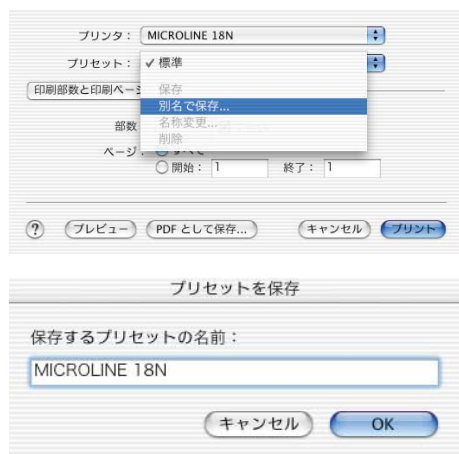 プリンタ： MICROLINE 18N
プリセット： ✓ 標準
印刷部数と印刷ペー
保存
別名で保存...
部数 名称変更...
削除
ページ： すべて
開始： 1 終了： 1
? プレビュー PDF として保存... キャンセル プリント
プリセットを保存
保存するプリセットの名前：
MICROLINE 18N
キャンセル OK